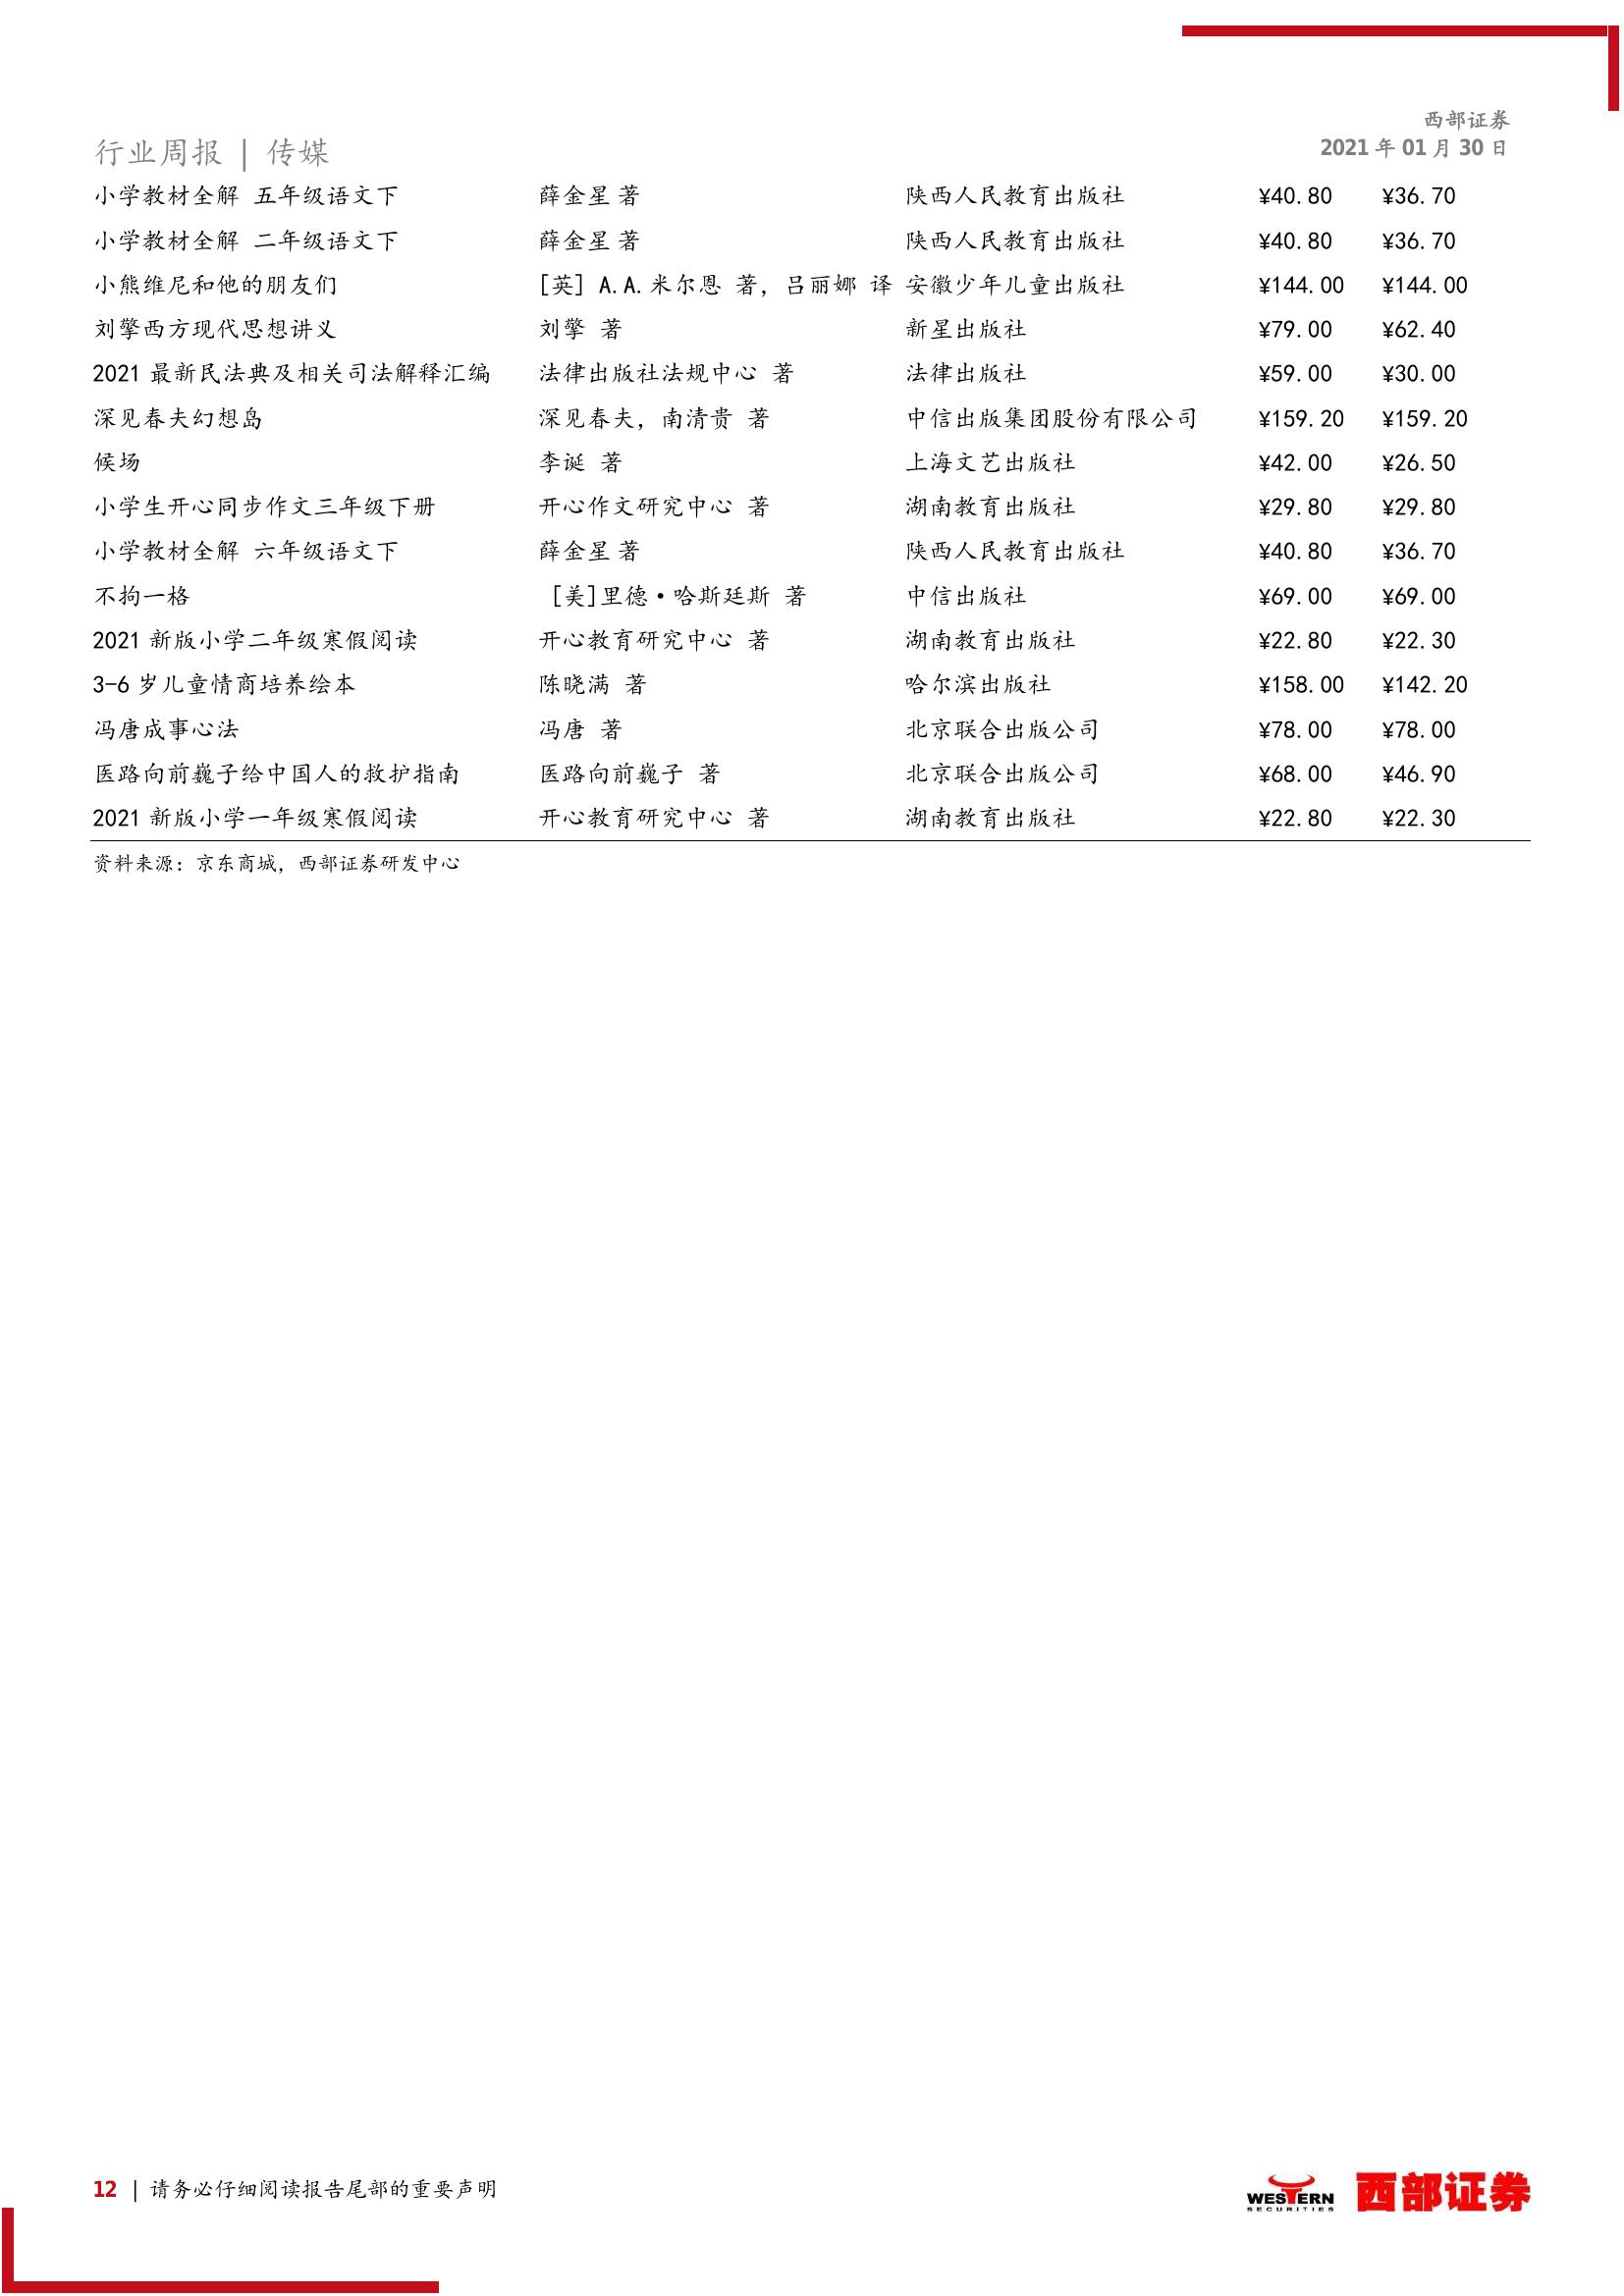 西部证券
行业周报 | 传媒
2021 年 01 月 30 日
小学教材全解 五年级语文下 薛金星 著 陕西人民教育出版社 ¥40.80 ¥36.70
小学教材全解 二年级语文下 薛金星 著 陕西人民教育出版社 ¥40.80 ¥36.70
小熊维尼和他的朋友们 [英] A.A.米尔恩 著，吕丽娜 译 安徽少年儿童出版社 ¥144.00 ¥144.00
刘擎西方现代思想讲义 刘擎 著 新星出版社 ¥79.00 ¥62.40
2021 最新民法典及相关司法解释汇编 法律出版社法规中心 著 法律出版社 ¥59.00 ¥30.00
深见春夫幻想岛 深见春夫，南清贵 著 中信出版集团股份有限公司 ¥159.20 ¥159.20
候场 李诞 著 上海文艺出版社 ¥42.00 ¥26.50
小学生开心同步作文三年级下册 开心作文研究中心 著 湖南教育出版社 ¥29.80 ¥29.80
小学教材全解 六年级语文下 薛金星 著 陕西人民教育出版社 ¥40.80 ¥36.70
不拘一格 [美]里德·哈斯廷斯 著 中信出版社 ¥69.00 ¥69.00
2021 新版小学二年级寒假阅读 开心教育研究中心 著 湖南教育出版社 ¥22.80 ¥22.30
3-6 岁儿童情商培养绘本 陈晓满 著 哈尔滨出版社 ¥158.00 ¥142.20
冯唐成事心法 冯唐 著 北京联合出版公司 ¥78.00 ¥78.00
医路向前巍子给中国人的救护指南 医路向前巍子 著 北京联合出版公司 ¥68.00 ¥46.90
2021 新版小学一年级寒假阅读 开心教育研究中心 著 湖南教育出版社 ¥22.80 ¥22.30
资料来源：京东商城，西部证券研发中心
12 | 请务必仔细阅读报告尾部的重要声明
WESTERN
SECURITIES
西部证券